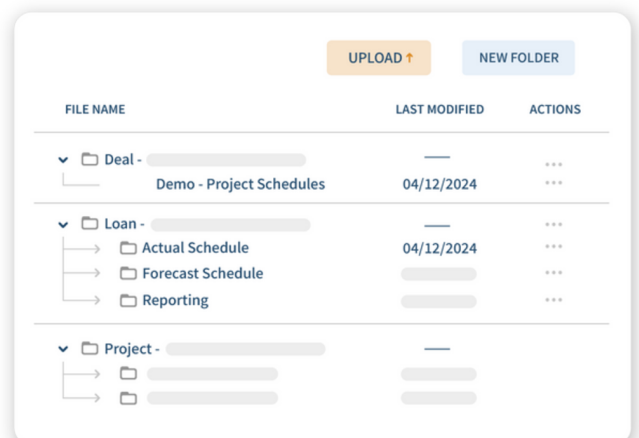 UPLOAD ↑
NEW FOLDER
FILE NAME LAST MODIFIED ACTIONS
Deal -
Demo - Project Schedules 04/12/2024
Loan -
Actual Schedule 04/12/2024
Forecast Schedule
Reporting
Project -